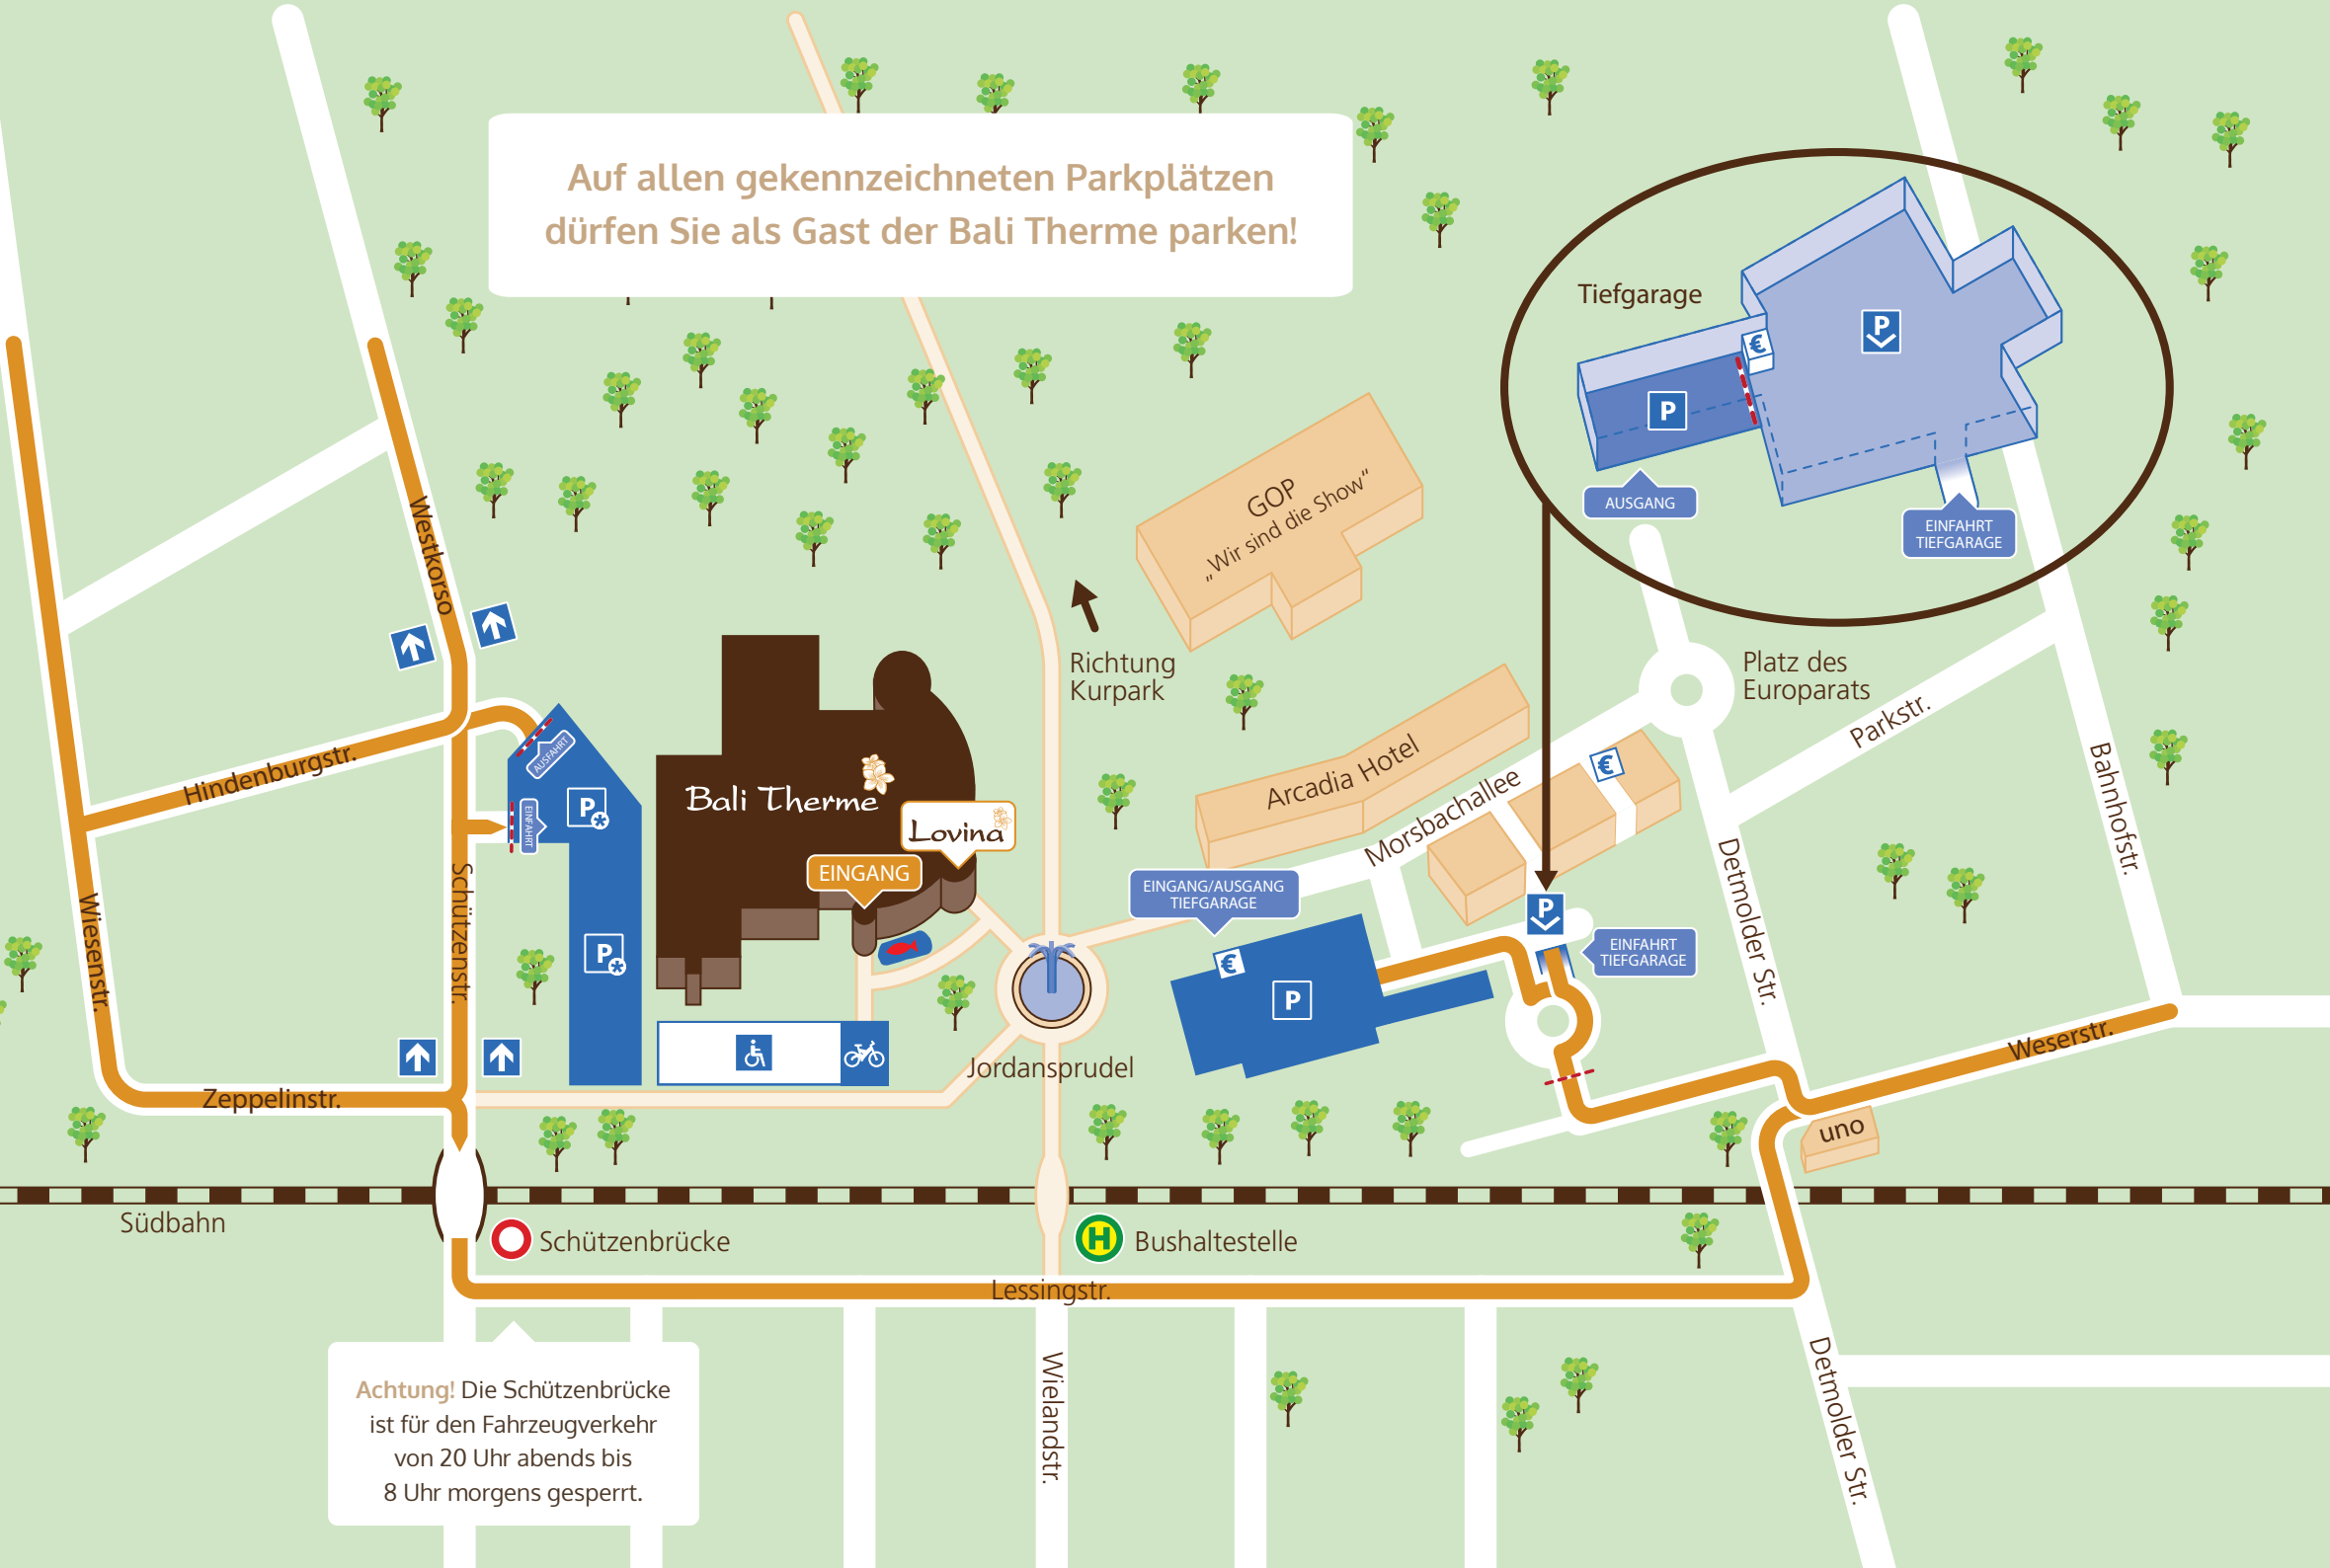 Auf allen gekennzeichneten Parkplätzen
dürfen Sie als Gast der Bali Therme parken!
Tiefgarage
P
€
P
AUSGANG
EINFAHRT
TIEFGARAGE
GOP
„Wir sind die Show“
Westkorso
Richtung
Kurpark
Platz des
Europarats
Parkstr.
Bahnhofstr.
Hindenburgstr.
AUSFAHRT
EINFAHRT
P
P
Bali Therme
Lovina
EINGANG
Arcadia Hotel
Morsbachallee
€
EINGANG/AUSGANG
TIEFGARAGE
€
P
P
EINFAHRT
TIEFGARAGE
Detmolder Str.
Wiesenstr.
Schützenstr.
Jordansprudel
Weserstr.
Zeppelinstr.
uno
Südbahn
Schützenbrücke
H
Bushaltestelle
Lessingstr.
Achtung! Die Schützenbrücke
ist für den Fahrzeugverkehr
von 20 Uhr abends bis
8 Uhr morgens gesperrt.
Wielandstr.
Detmolder Str.